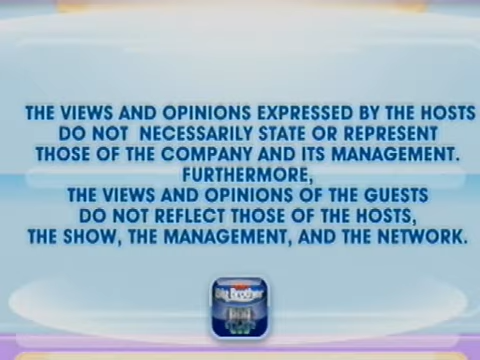 THE VIEWS AND OPINIONS EXPRESSED BY THE HOSTS
DO NOT NECESSARILY STATE OR REPRESENT
THOSE OF THE COMPANY AND ITS MANAGEMENT.
FURTHERMORE,
THE VIEWS AND OPINIONS OF THE GUESTS
DO NOT REFLECT THOSE OF THE HOSTS,
THE SHOW, THE MANAGEMENT, AND THE NETWORK.
Big Brother